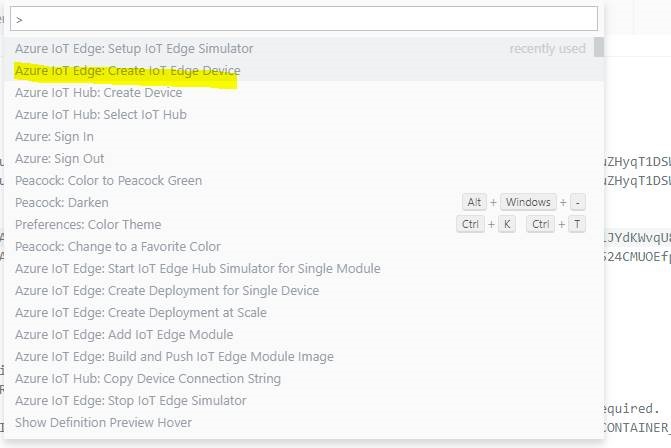 >
Azure IoT Edge: Setup IoT Edge Simulator recently used
Azure IoT Edge: Create IoT Edge Device
Azure IoT Hub: Create Device
Azure IoT Hub: Select IoT Hub
Azure: Sign In
Azure: Sign Out
Peacock: Color to Peacock Green
Peacock: Darken Alt + Windows + -
Preferences: Color Theme Ctrl + K Ctrl + T
Peacock: Change to a Favorite Color
Azure IoT Edge: Start IoT Edge Hub Simulator for Single Module
Azure IoT Edge: Create Deployment for Single Device
Azure IoT Edge: Create Deployment at Scale
Azure IoT Edge: Add IoT Edge Module
Azure IoT Edge: Build and Push IoT Edge Module Image
Azure IoT Hub: Copy Device Connection String
Azure IoT Edge: Stop IoT Edge Simulator
Show Definition Preview Hover
equired.
CONTAINER_